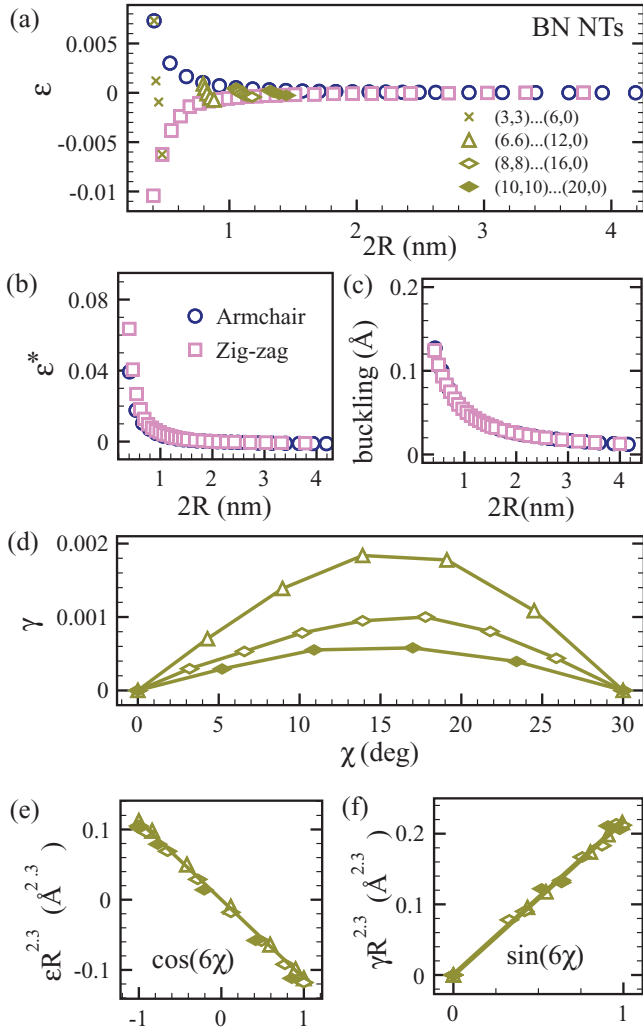 (a)
BN NTs
0.005
0
-0.005
-0.01
ε
(3,3)...(6,0)
(6.6)...(12,0)
(8,8)...(16,0)
(10,10)...(20,0)
1 2 3 4
2R (nm)
(b)
0.08
0.04
0
ε*
Armchair
Zig-zag
1 2 3 4
2R (nm)
(c)
0.2
0.1
0
buckling (Å)
1 2 3 4
2R(nm)
(d)
0.002
0.001
0
γ
0 5 10 15 20 25 30
χ (deg)
(e)
0.1
0
-0.1
εR^2.3 (Å^2.3)
cos(6χ)
-1 0 1
(f)
0.2
0.1
0
γR^2.3 (Å^2.3)
sin(6χ)
0 1